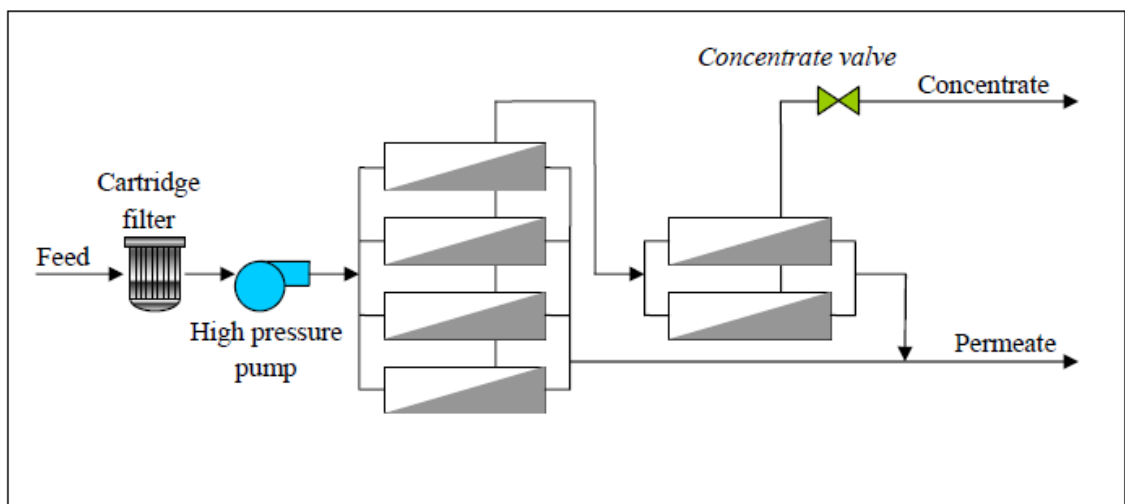 Concentrate valve
Concentrate
Cartridge
filter
Feed
High pressure
pump
Permeate